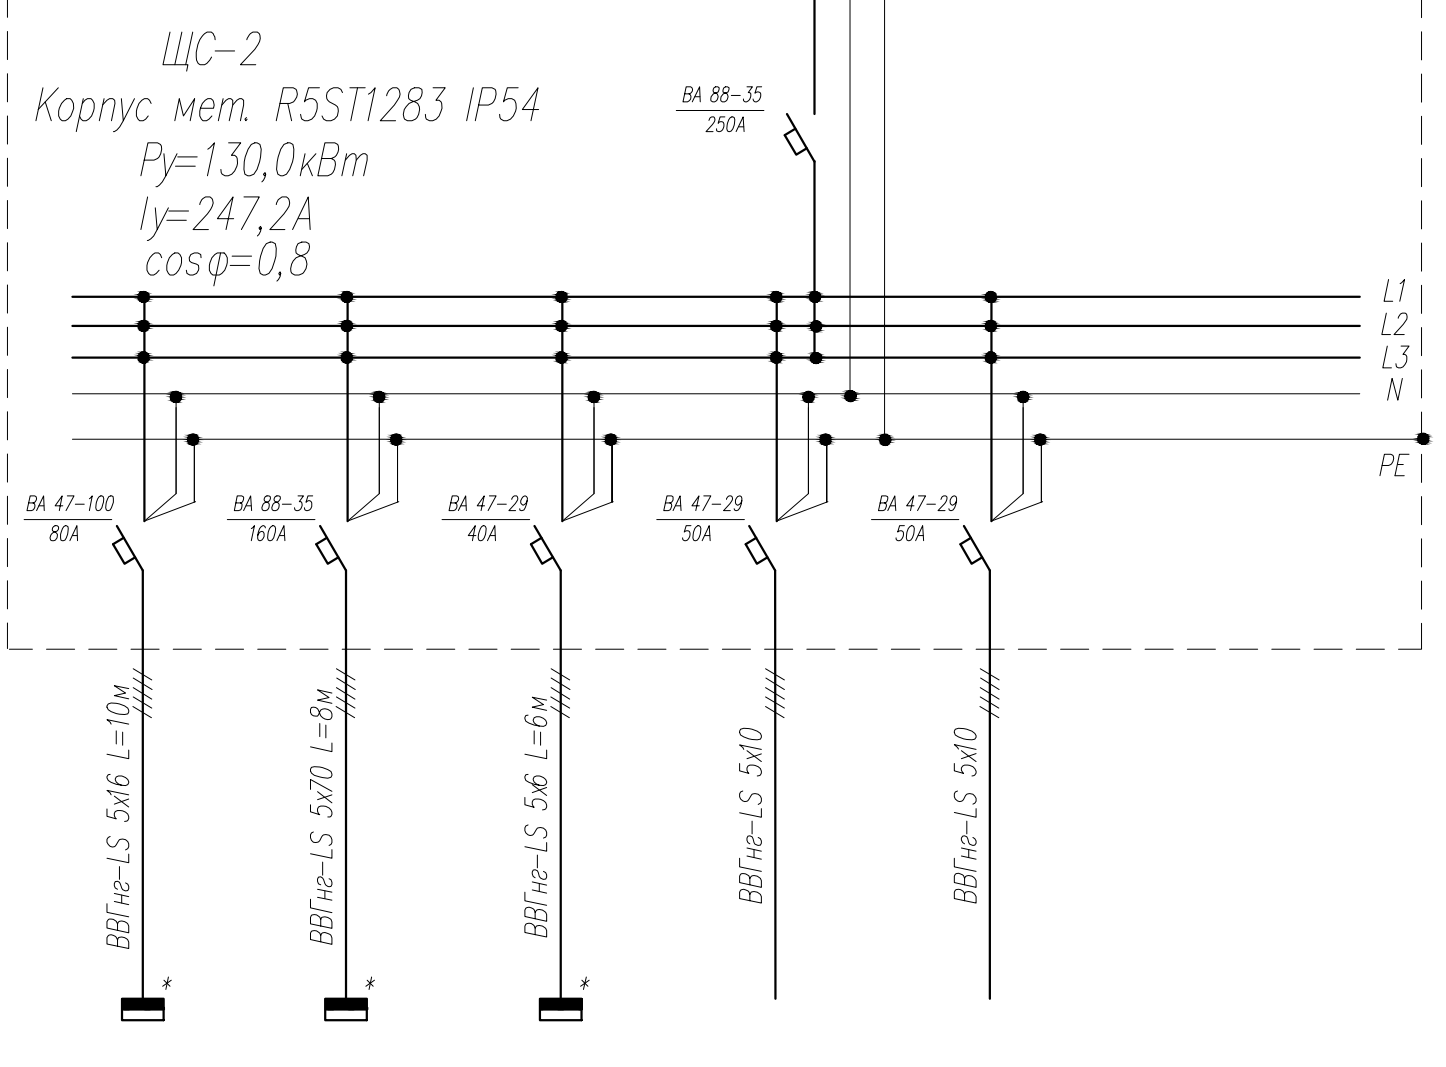 ЩС-2
Корпус мет. R5ST1283 IP54
Ру=130,0кВт
Iу=247,2А
cosφ=0,8
ВА 88-35
250А
L1
L2
L3
N
PE
ВА 47-100
80А
ВА 88-35
160А
ВА 47-29
40А
ВА 47-29
50А
ВА 47-29
50А
ВВГнг-LS 5х16 L=10м
ВВГнг-LS 5х70 L=8м
ВВГнг-LS 5х6 L=6м
ВВГнг-LS 5х10
ВВГнг-LS 5х10
*
*
*